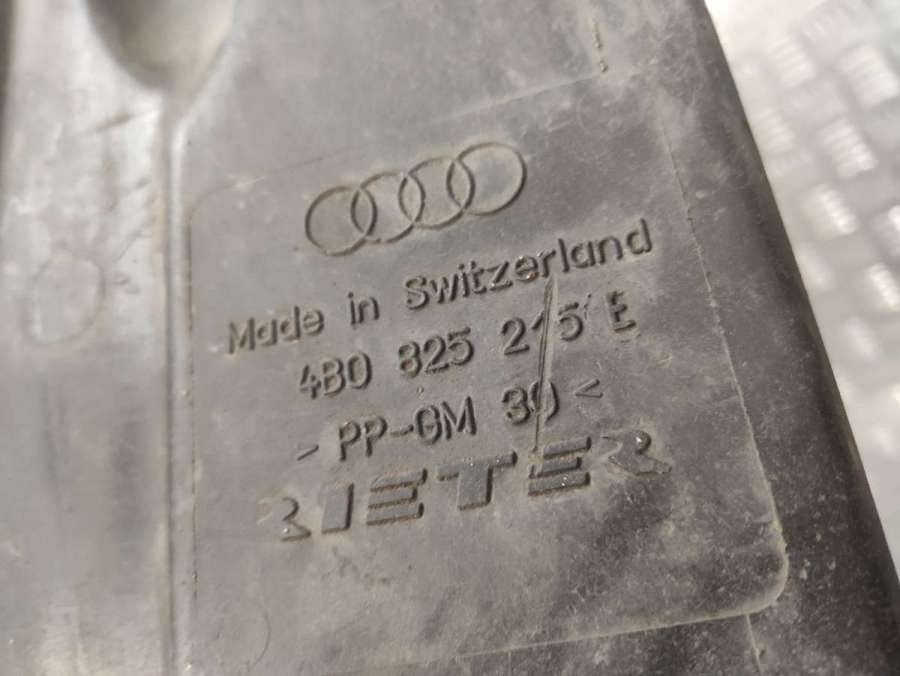 Made in Switzerland
4B0 825 215 E
> PP-GM 30 <
RIETER